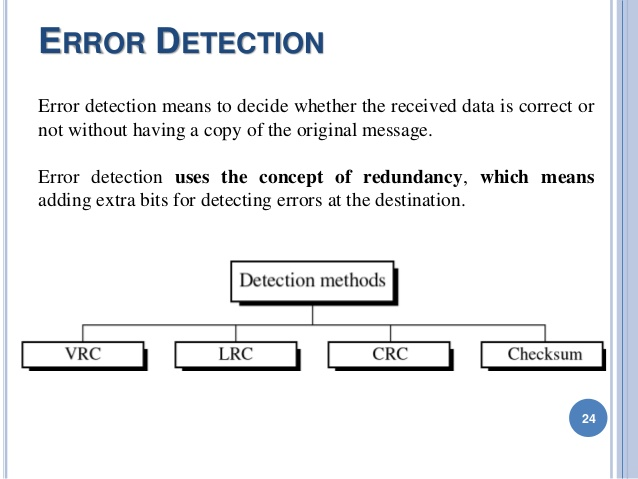 ERROR DETECTION
Error detection means to decide whether the received data is correct or
not without having a copy of the original message.
Error detection uses the concept of redundancy, which means
adding extra bits for detecting errors at the destination.
Detection methods
VRC LRC CRC Checksum
24